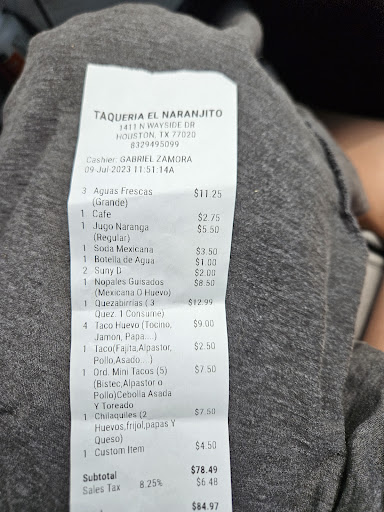 TAQUERIA EL NARANJITO
1411 N WAYSIDE DR
HOUSTON, TX 77020
8329495099
Cashier: GABRIEL ZAMORA
09-Jul-2023 11:51:14A
3 Aguas Frescas $11.25
(Grande)
1 Cafe $2.75
1 Jugo Naranga $5.50
(Regular)
1 Soda Mexicana $3.50
1 Botella de Agua $1.00
2 Suny D $2.00
1 Nopales Guisados $8.50
(Mexicana O Huevo)
1 Quezabirrias ( 3 $12.99
Quez. 1 Consume)
4 Taco Huevo (Tocino, $9.00
Jamon, Papa....)
1 Taco(Fajita,Alpastor, $2.50
Pollo,Asado...)
1 Ord. Mini Tacos (5) $7.50
(Bistec,Alpastor o
Pollo)Cebolla Asada
Y Toreado
1 Chilaquiles (2 $7.50
Huevos,frijol,papas Y
Queso)
1 Custom Item $4.50
Subtotal $78.49
Sales Tax 8.25% $6.48
$84.97